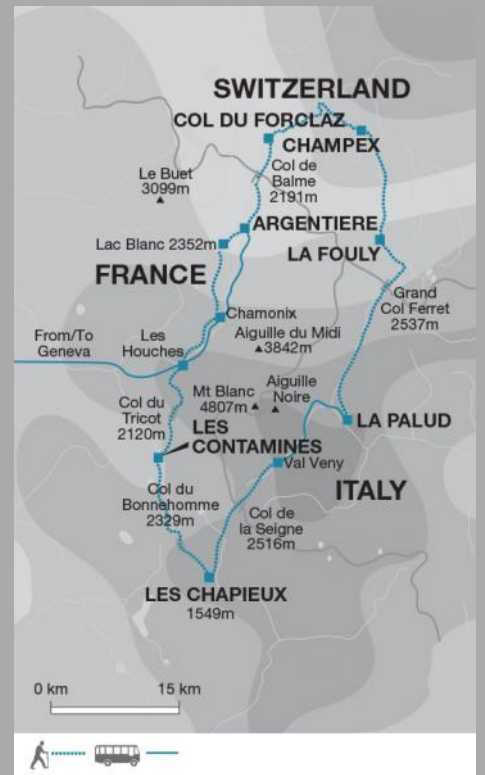 SWITZERLAND
COL DU FORCLAZ
CHAMPEX
Le Buet
3099m
Col de
Balme
2191m
ARGENTIERE
Lac Blanc 2352m
LA FOULY
FRANCE
Grand
Col Ferret
2537m
Chamonix
From/To
Geneva
Les
Houches
Aiguille du Midi
3842m
Mt Blanc
4807m
Aiguille
Noire
Col du
Tricot
2120m
LES
CONTAMINES
LA PALUD
Val Veny
ITALY
Col du
Bonnehomme
2329m
Col de
la Seigne
2516m
LES CHAPIEUX
1549m
0 km
15 km